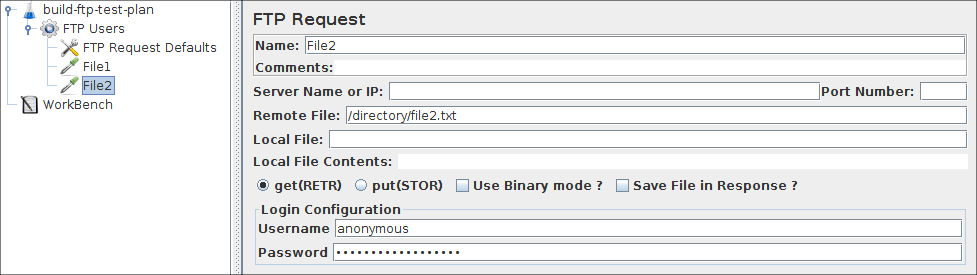 build-ftp-test-plan
FTP Users
FTP Request Defaults
File1
File2
WorkBench
FTP Request
Name: File2
Comments:
Server Name or IP: Port Number:
Remote File: /directory/file2.txt
Local File:
Local File Contents:
get(RETR) put(STOR) Use Binary mode ? Save File in Response ?
Login Configuration
Username anonymous
Password ••••••••••••••••••